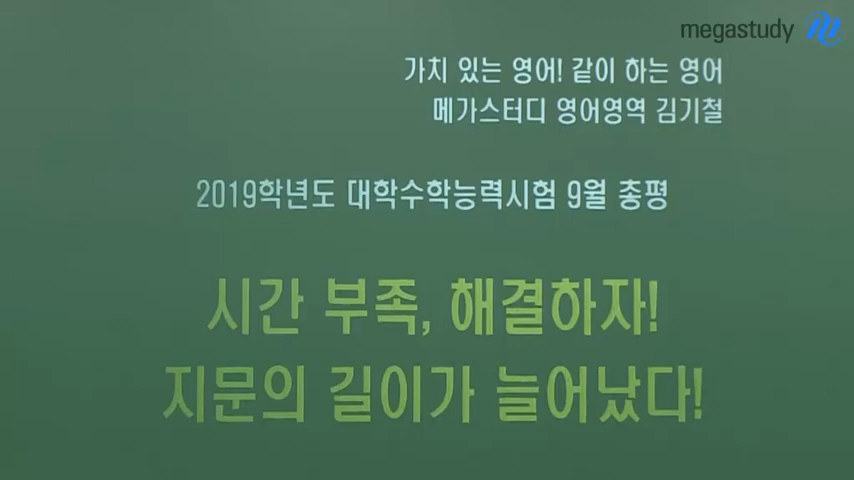 megastudy
가치 있는 영어! 같이 하는 영어
메가스터디 영어영역 김기철
2019학년도 대학수학능력시험 9월 총평
시간 부족, 해결하자!
지문의 길이가 늘어났다!